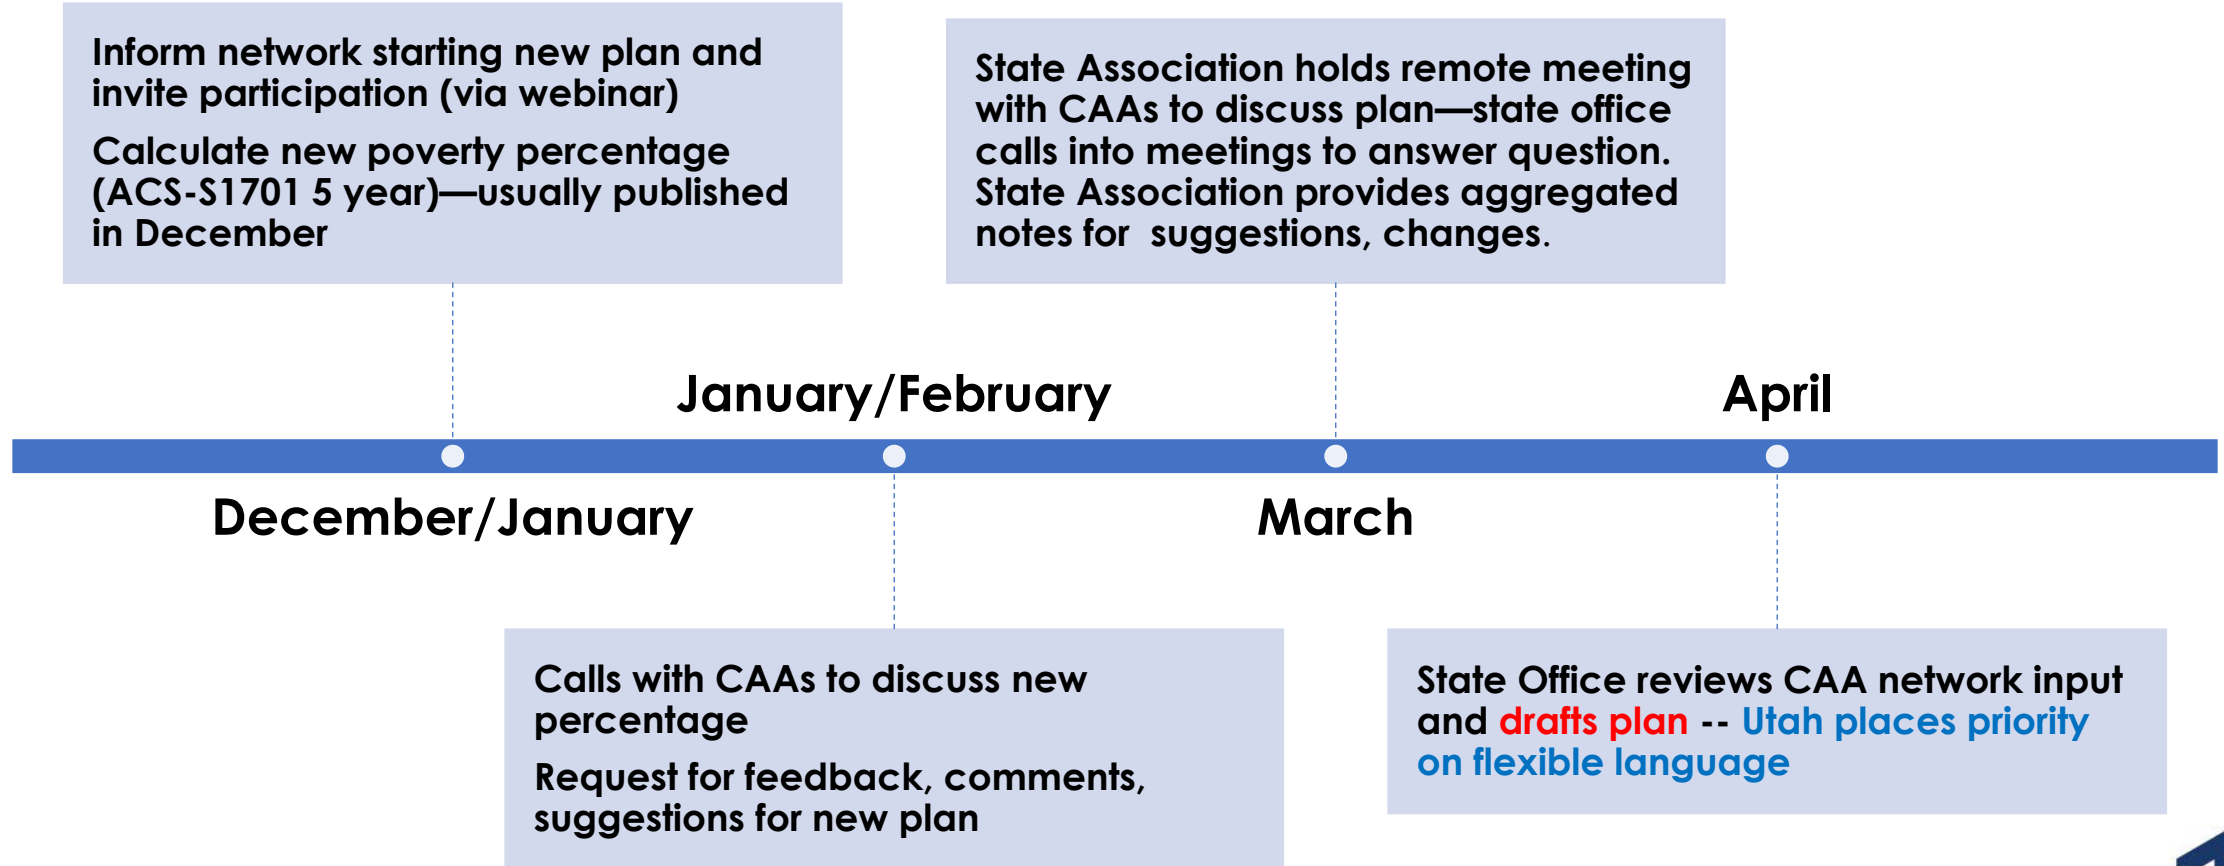 Inform network starting new plan and
invite participation (via webinar)
Calculate new poverty percentage
(ACS-S1701 5 year)—usually published
in December
State Association holds remote meeting
with CAAs to discuss plan—state office
calls into meetings to answer question.
State Association provides aggregated
notes for  suggestions, changes.
January/February
April
December/January
March
Calls with CAAs to discuss new
percentage
Request for feedback, comments,
suggestions for new plan
State Office reviews CAA network input
and drafts plan -- Utah places priority
on flexible language